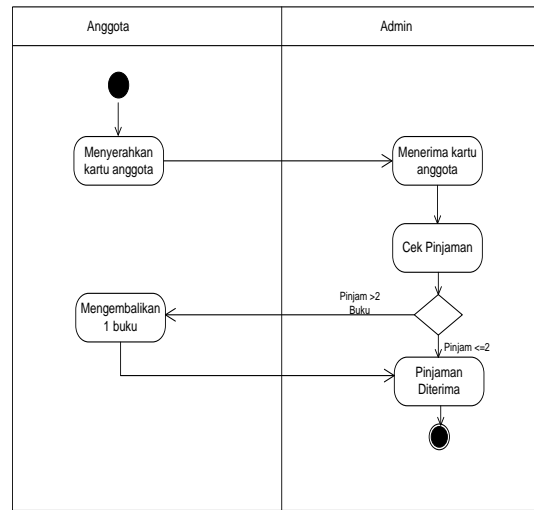 Anggota
Admin
Menyerahkan
kartu anggota
Menerima kartu
anggota
Cek Pinjaman
Pinjam >2
Buku
Mengembalikan
1 buku
Pinjam <=2
Pinjaman
Diterima